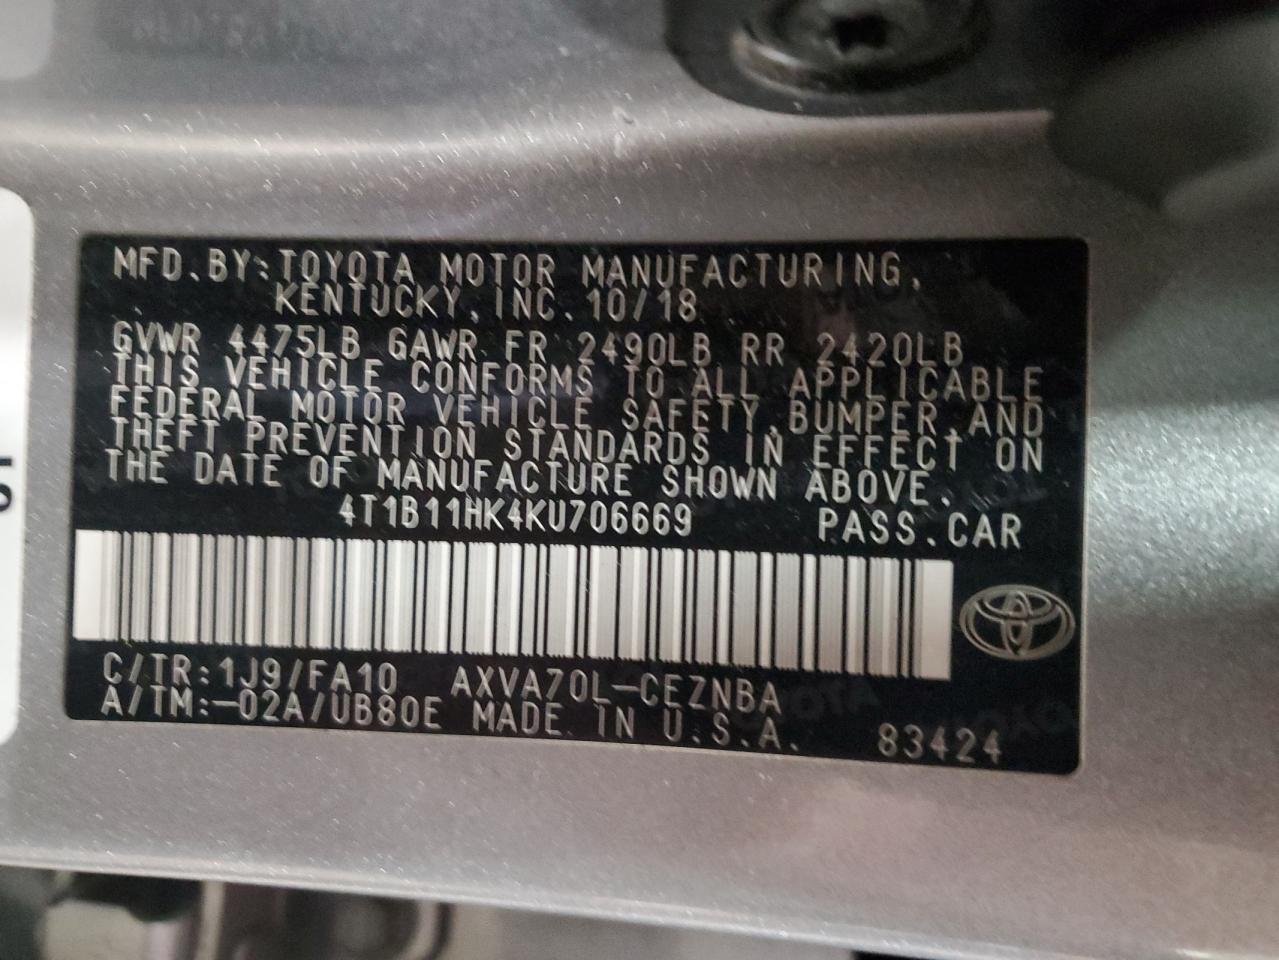 MFD.BY:TOYOTA MOTOR MANUFACTURING,
KENTUCKY,INC.10/18
GVWR 4475LB GAWR FR 2490LB RR 2420LB
THIS VEHICLE CONFORMS TO ALL APPLICABLE
FEDERAL MOTOR VEHICLE SAFETY,BUMPER,AND
THEFT PREVENTION STANDARDS IN EFFECT ON
THE DATE OF MANUFACTURE SHOWN ABOVE.
4T1B11HK4KU706669 PASS.CAR
C/TR:1J9/FA10 AXVA70L-CEZNBA
A/TM:-02A/UB80E MADE IN U.S.A. 83424